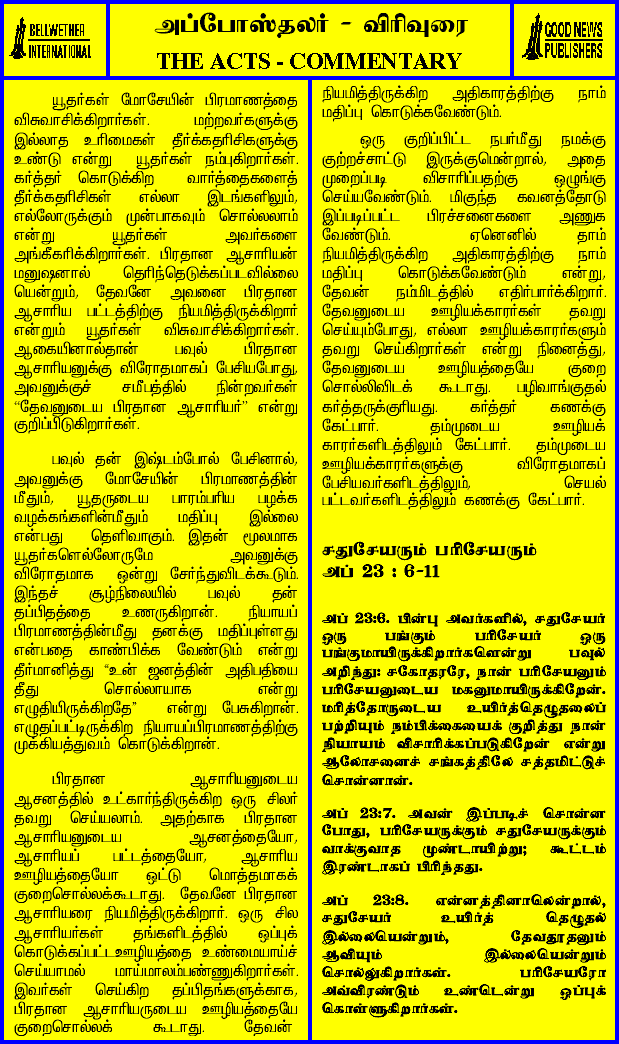 BELLWETHER
INTERNATIONAL
அப்போஸ்தலர் - விரிவுரை
THE ACTS - COMMENTARY
GOOD NEWS
PUBLISHERS
யூதர்கள் மோசேயின் பிரமாணத்தை
விசுவாசிக்கிறார்கள். மற்றவர்களுக்கு
இல்லாத உரிமைகள் தீர்க்கதரிசிகளுக்கு
உண்டு என்று யூதர்கள் நம்புகிறார்கள்.
கர்த்தர் கொடுக்கிற வார்த்தைகளைத்
தீர்க்கதரிசிகள் எல்லா இடங்களிலும்,
எல்லோருக்கும் முன்பாகவும் சொல்லலாம்
என்று யூதர்கள் அவர்களை
அங்கீகரிக்கிறார்கள். பிரதான ஆசாரியன்
மனுஷனால் தெரிந்தெடுக்கப்படவில்லை
யென்றும், தேவனே அவனை பிரதான
ஆசாரிய பட்டத்திற்கு நியமித்திருக்கிறார்
என்றும் யூதர்கள் விசுவாசிக்கிறார்கள்.
ஆகையினால்தான் பவுல் பிரதான
ஆசாரியனுக்கு விரோதமாகப் பேசியபோது,
அவனுக்குச் சமீபத்தில் நின்றவர்கள்
“தேவனுடைய பிரதான ஆசாரியர்” என்று
குறிப்பிடுகிறார்கள்.
பவுல் தன் இஷ்டம்போல் பேசினால்,
அவனுக்கு மோசேயின் பிரமாணத்தின்
மீதும், யூதருடைய பாரம்பரிய பழக்க
வழக்கங்களின்மீதும் மதிப்பு இல்லை
என்பது தெளிவாகும். இதன் மூலமாக
யூதர்களெல்லோருமே அவனுக்கு
விரோதமாக ஒன்று சேர்ந்துவிடக்கூடும்.
இந்தச் சூழ்நிலையில் பவுல் தன்
தப்பிதத்தை உணருகிறான். நியாயப்
பிரமாணத்தின்மீது தனக்கு மதிப்புள்ளது
என்பதை காண்பிக்க வேண்டும் என்று
தீர்மானித்து “உன் ஜனத்தின் அதிபதியை
தீது சொல்லாயாக என்று
எழுதியிருக்கிறதே” என்று பேசுகிறான்.
எழுதப்பட்டிருக்கிற நியாயப்பிரமாணத்திற்கு
முக்கியத்துவம் கொடுக்கிறான்.
பிரதான ஆசாரியனுடைய
ஆசனத்தில் உட்கார்ந்திருக்கிற ஒரு சிலர்
தவறு செய்யலாம். அதற்காக பிரதான
ஆசாரியனுடைய ஆசனத்தையோ,
ஆசாரியப் பட்டத்தையோ, ஆசாரிய
ஊழியத்தையோ ஒட்டு மொத்தமாகக்
குறைசொல்லக்கூடாது. தேவனே பிரதான
ஆசாரியரை நியமித்திருக்கிறார். ஒரு சில
ஆசாரியர்கள் தங்களிடத்தில் ஒப்புக்
கொடுக்கப்பட்டஊழியத்தை உண்மையாய்ச்
செய்யாமல் மாய்மாலம்பண்ணுகிறார்கள்.
இவர்கள் செய்கிற தப்பிதங்களுக்காக,
பிரதான ஆசாரியருடைய ஊழியத்தையே
குறைசொல்லக் கூடாது. தேவன்
நியமித்திருக்கிற அதிகாரத்திற்கு நாம்
மதிப்பு கொடுக்கவேண்டும்.
ஒரு குறிப்பிட்ட நபர்மீது நமக்கு
குற்றச்சாட்டு இருக்குமென்றால், அதை
முறைப்படி விசாரிப்பதற்கு ஒழுங்கு
செய்யவேண்டும். மிகுந்த கவனத்தோடு
இப்படிப்பட்ட பிரச்சனைகளை அணுக
வேண்டும். ஏனெனில் தாம்
நியமித்திருக்கிற அதிகாரத்திற்கு நாம்
மதிப்பு கொடுக்கவேண்டும் என்று,
தேவன் நம்மிடத்தில் எதிர்பார்க்கிறார்.
தேவனுடைய ஊழியக்காரர்கள் தவறு
செய்யும்போது, எல்லா ஊழியக்காரர்களும்
தவறு செய்கிறார்கள் என்று நினைத்து,
தேவனுடைய ஊழியத்தையே குறை
சொல்லிவிடக் கூடாது. பழிவாங்குதல்
கர்த்தருக்குரியது. கர்த்தர் கணக்கு
கேட்பார். தம்முடைய ஊழியக்
காரர்களிடத்திலும் கேட்பார். தம்முடைய
ஊழியக்காரர்களுக்கு விரோதமாகப்
பேசியவர்களிடத்திலும், செயல்
பட்டவர்களிடத்திலும் கணக்கு கேட்பார்.
சதுசேயரும் பரிசேயரும்
அப் 23 : 6-11
அப் 23:6. பின்பு அவர்களில், சதுசேயர்
ஒரு பங்கும் பரிசேயர் ஒரு
பங்குமாயிருக்கிறார்களென்று பவுல்
அறிந்து: சகோதரரே, நான் பரிசேயனும்
பரிசேயனுடைய மகனுமாயிருக்கிறேன்.
மரித்தோருடைய உயிர்த்தெழுதலைப்
பற்றியும் நம்பிக்கையைக் குறித்து நான்
நியாயம் விசாரிக்கப்படுகிறேன் என்று
ஆலோசனைச் சங்கத்திலே சத்தமிட்டுச்
சொன்னான்.
அப் 23:7. அவன் இப்படிச் சொன்ன
போது, பரிசேயருக்கும் சதுசேயருக்கும்
வாக்குவாத முண்டாயிற்று; கூட்டம்
இரண்டாகப் பிரிந்தது.
அப் 23:8. என்னத்தினாலென்றால்,
சதுசேயர் உயிர்த் தெழுதல்
இல்லையென்றும், தேவதூதனும்
ஆவியும் இல்லையென்றும்
சொல்லுகிறார்கள். பரிசேயரோ
அவ்விரண்டும் உண்டென்று ஒப்புக்
கொள்ளுகிறார்கள்.